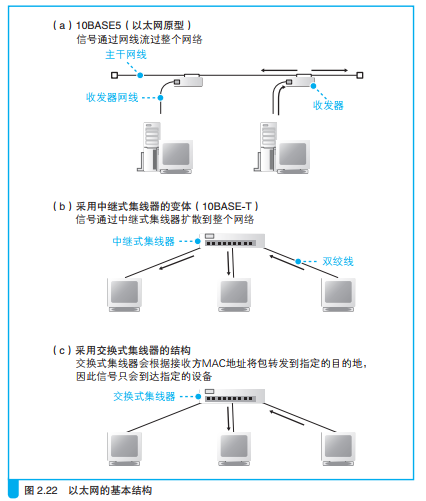 （a）10BASE5（以太网原型）
信号通过网线流过整个网络
主干网线
收发器网线
收发器
（b）采用中继式集线器的变体（10BASE-T）
信号通过中继式集线器扩散到整个网络
中继式集线器
双绞线
（c）采用交换式集线器的结构
交换式集线器会根据接收方MAC地址将包转发到指定的目的地，
因此信号只会到达指定的设备
交换式集线器
图 2.22 以太网的基本结构